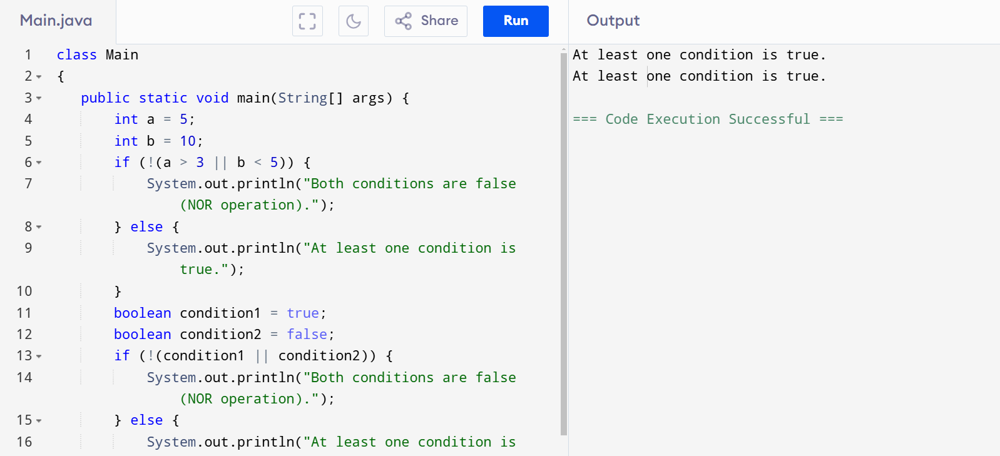 Main.java
Share
Run
Output
1 class Main
2 {
3 public static void main(String[] args) {
4 int a = 5;
5 int b = 10;
6 if (!(a > 3 || b < 5)) {
7 System.out.println("Both conditions are false
(NOR operation).");
8 } else {
9 System.out.println("At least one condition is
true.");
10 }
11 boolean condition1 = true;
12 boolean condition2 = false;
13 if (!(condition1 || condition2)) {
14 System.out.println("Both conditions are false
(NOR operation).");
15 } else {
16 System.out.println("At least one condition is
At least one condition is true.
At least one condition is true.
=== Code Execution Successful ===